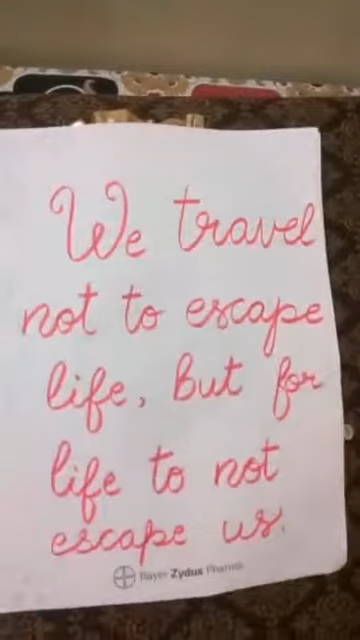 We travel
not to escape
life, But for
life to not
escape us.
Bayer Zydus Pharma